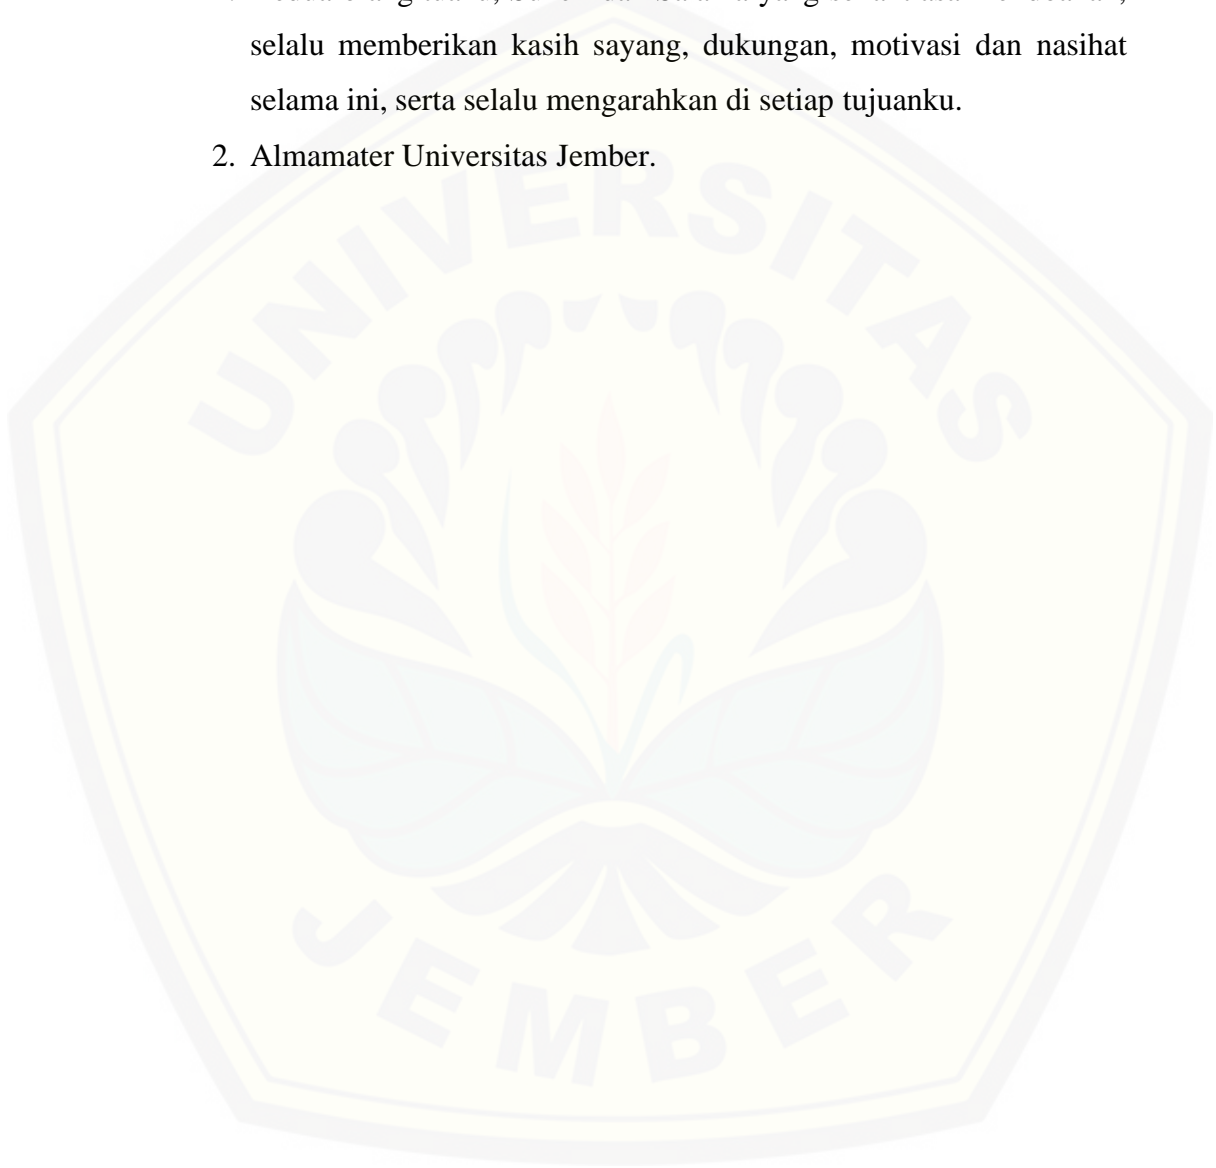 selalu memberikan kasih sayang, dukungan, motivasi dan nasihat
selama ini, serta selalu mengarahkan di setiap tujuanku.
2. Almamater Universitas Jember.
UNIVERSITAS
JEMBER